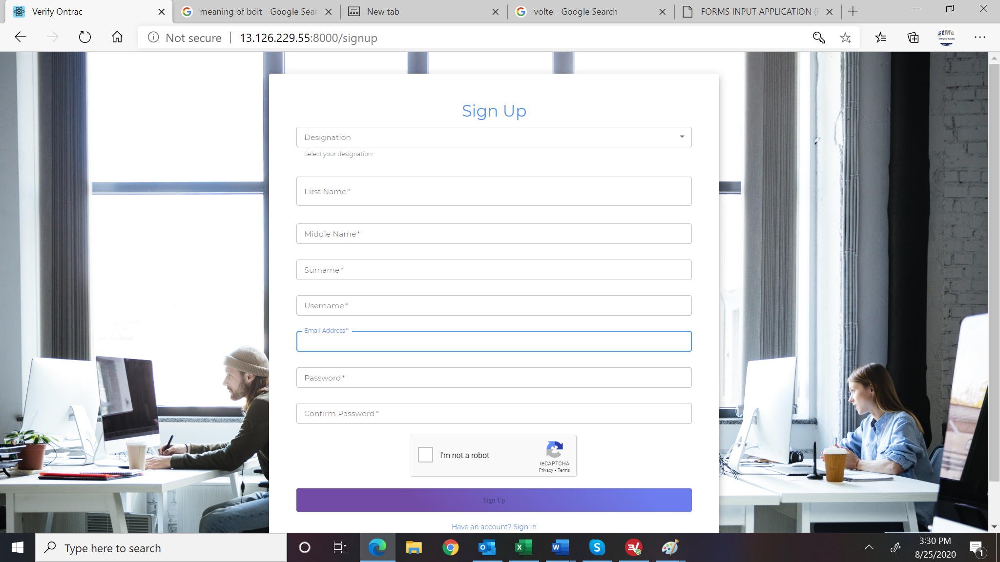 Verify Ontrac
meaning of boit - Google Sear
New tab
volte - Google Search
FORMS INPUT APPLICATION (F
Not secure
13.126.229.55:8000/signup
stMe
Sign Up
Designation
Select your designation:
First Name*
Middle Name*
Surname*
Username*
Email Address*
Password*
Confirm Password*
I'm not a robot
reCAPTCHA
Privacy - Terms
Sign Up
Have an account? Sign In
Type here to search
3:30 PM
8/25/2020
1